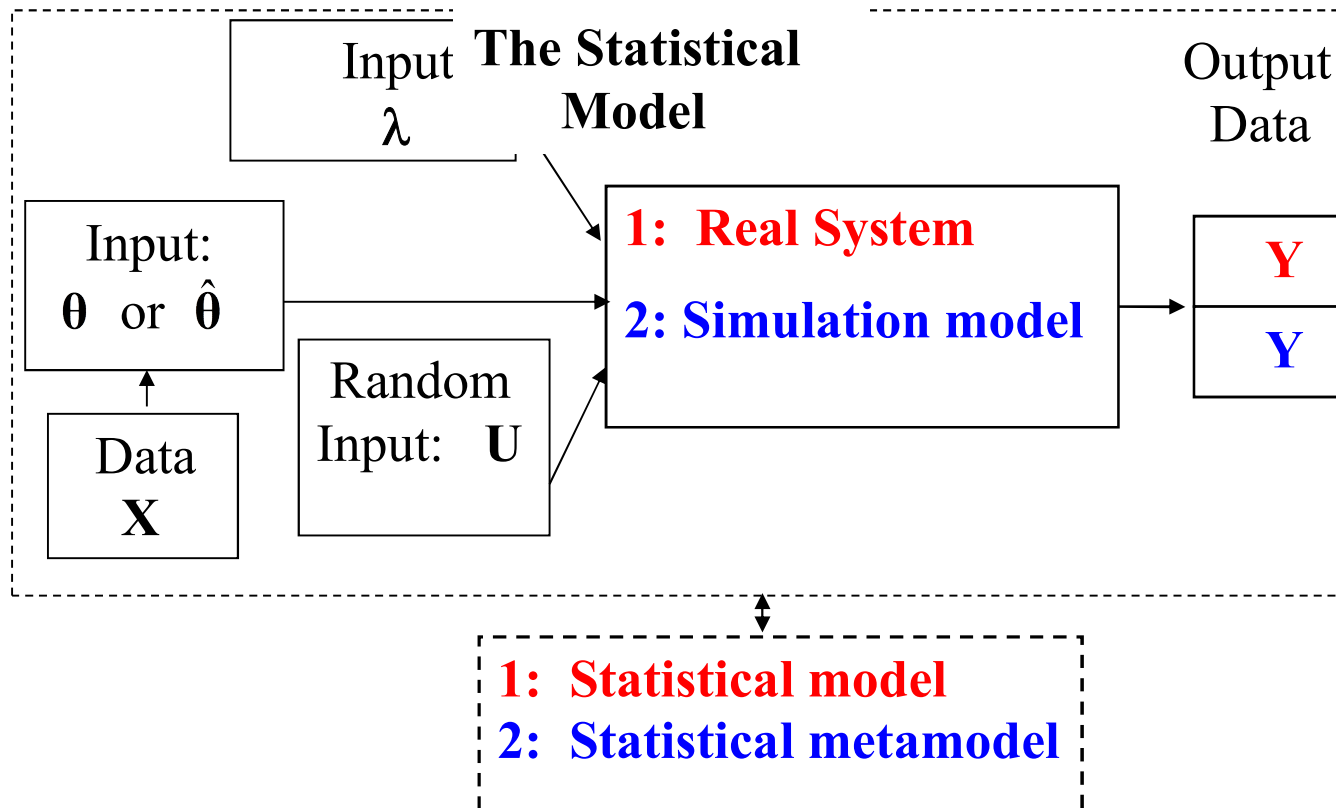 The Statistical
Model
Input
λ
Output
Data
Input:
θ or θ̂
Data
X
Random
Input: U
1: Real System
2: Simulation model
Y
Y
1: Statistical model
2: Statistical metamodel